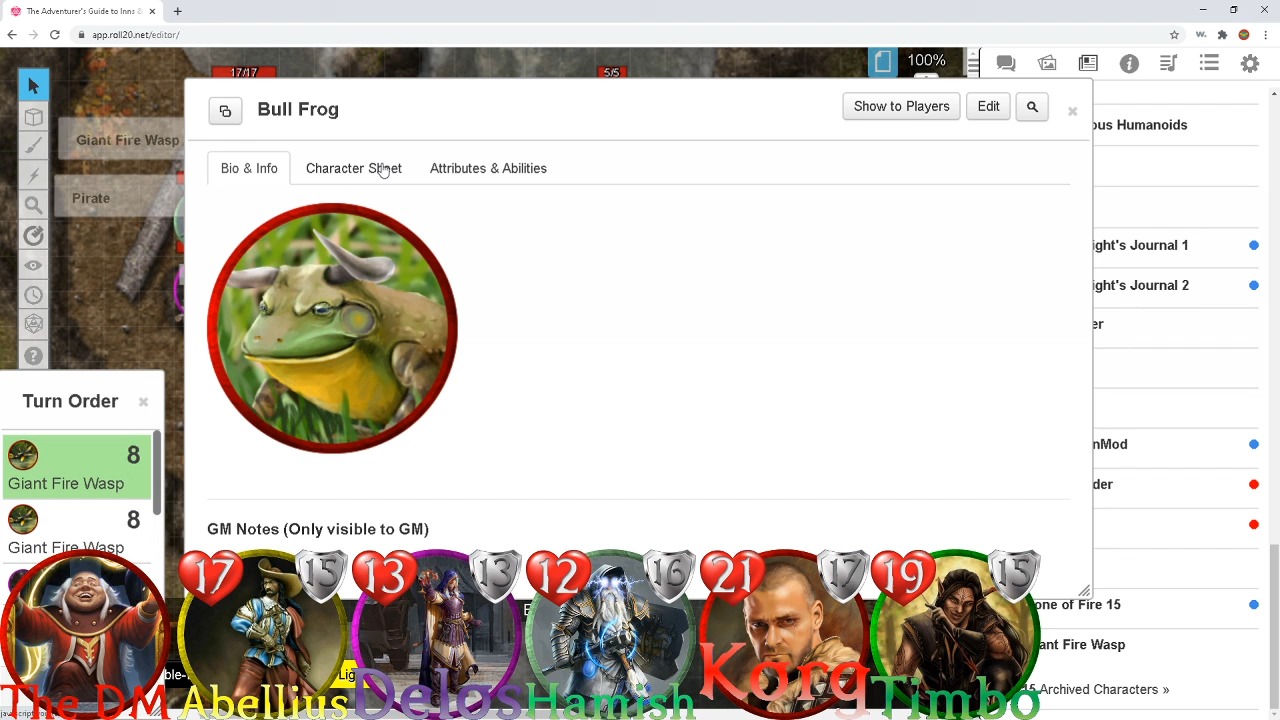 The Adventurer's Guide to Inns &
app.roll20.net/editor/
17/17
5/5
100%
Giant Fire Wasp
Pirate
Bull Frog
Show to Players
Edit
Bio & Info
Character Sheet
Attributes & Abilities
GM Notes (Only visible to GM)
Turn Order
8
Giant Fire Wasp
8
Giant Fire Wasp
ous Humanoids
ight's Journal 1
ight's Journal 2
er
nMod
der
one of Fire 15
ant Fire Wasp
15 Archived Characters »
17
15
13
13
12
16
21
17
19
15
The DM
Abellius
Delos
Hamish
Karg
Timbo